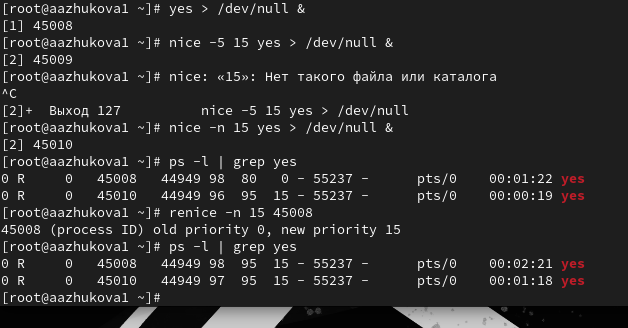 [root@aazhukova1 ~]# yes > /dev/null &
[1] 45008
[root@aazhukova1 ~]# nice -5 15 yes > /dev/null &
[2] 45009
[root@aazhukova1 ~]# nice: «15»: Нет такого файла или каталога
^C
[2]+  Выход 127           nice -5 15 yes > /dev/null
[root@aazhukova1 ~]# nice -n 15 yes > /dev/null &
[2] 45010
[root@aazhukova1 ~]# ps -l | grep yes
0 R     0   45008   44949 98  80   0 - 55237 -      pts/0    00:01:22 yes
0 R     0   45010   44949 96  95  15 - 55237 -      pts/0    00:00:19 yes
[root@aazhukova1 ~]# renice -n 15 45008
45008 (process ID) old priority 0, new priority 15
[root@aazhukova1 ~]# ps -l | grep yes
0 R     0   45008   44949 98  95  15 - 55237 -      pts/0    00:02:21 yes
0 R     0   45010   44949 97  95  15 - 55237 -      pts/0    00:01:18 yes
[root@aazhukova1 ~]#